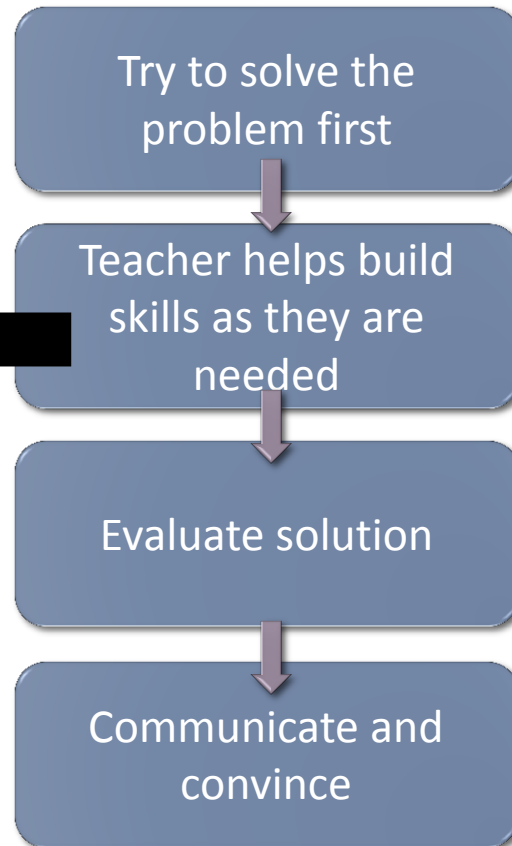 Try to solve the
problem first
Teacher helps build
skills as they are
needed
Evaluate solution
Communicate and
convince